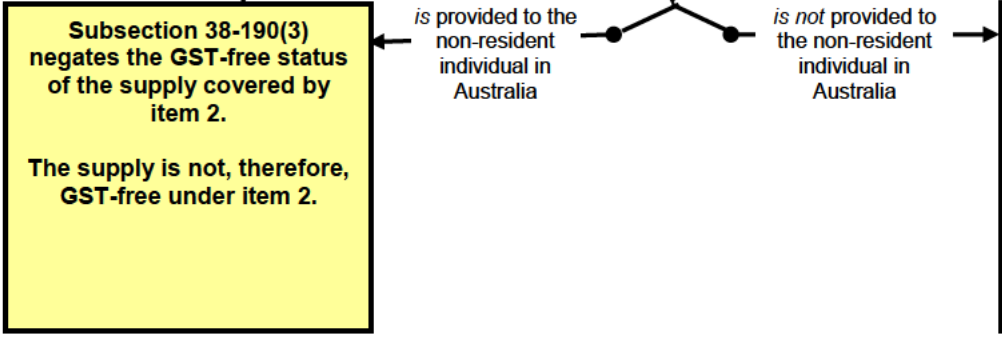 Subsection 38-190(3)
negates the GST-free status
of the supply covered by
item 2.
The supply is not, therefore,
GST-free under item 2.
is provided to the
non-resident
individual in
Australia
is not provided to
the non-resident
individual in
Australia